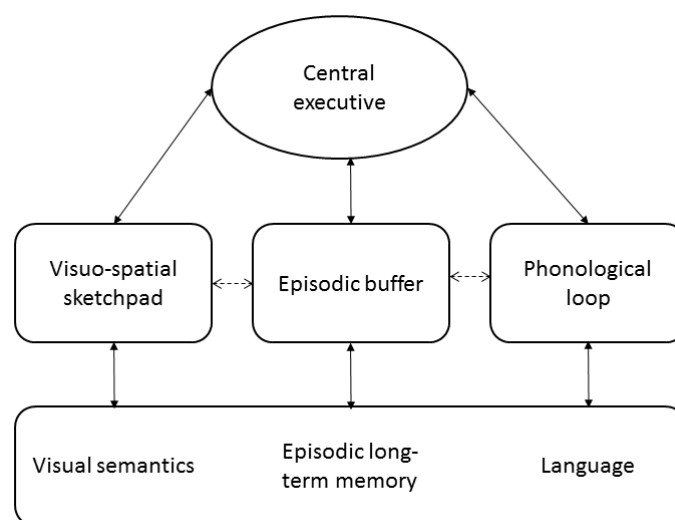 Central
executive
Visuo-spatial
sketchpad
Episodic buffer
Phonological
loop
Visual semantics
Episodic long-
term memory
Language